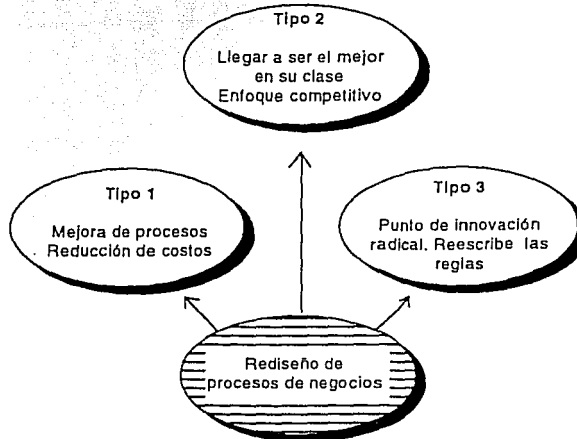 Tipo 2
Llegar a ser el mejor
en su clase
Enfoque competitivo
Tipo 1
Mejora de procesos
Reducción de costos
Tipo 3
Punto de innovación
radical. Reescribe las
reglas
Rediseño de
procesos de negocios